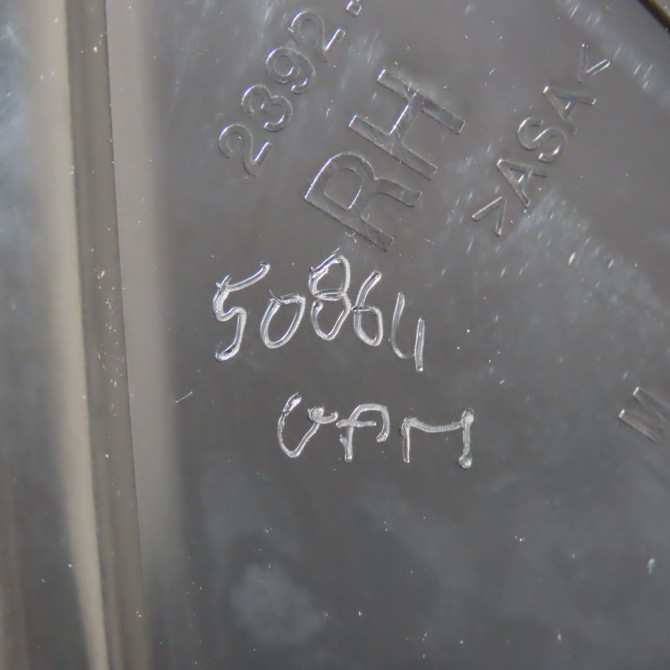 2392.
RH
>ASA<
50864
VAM
M